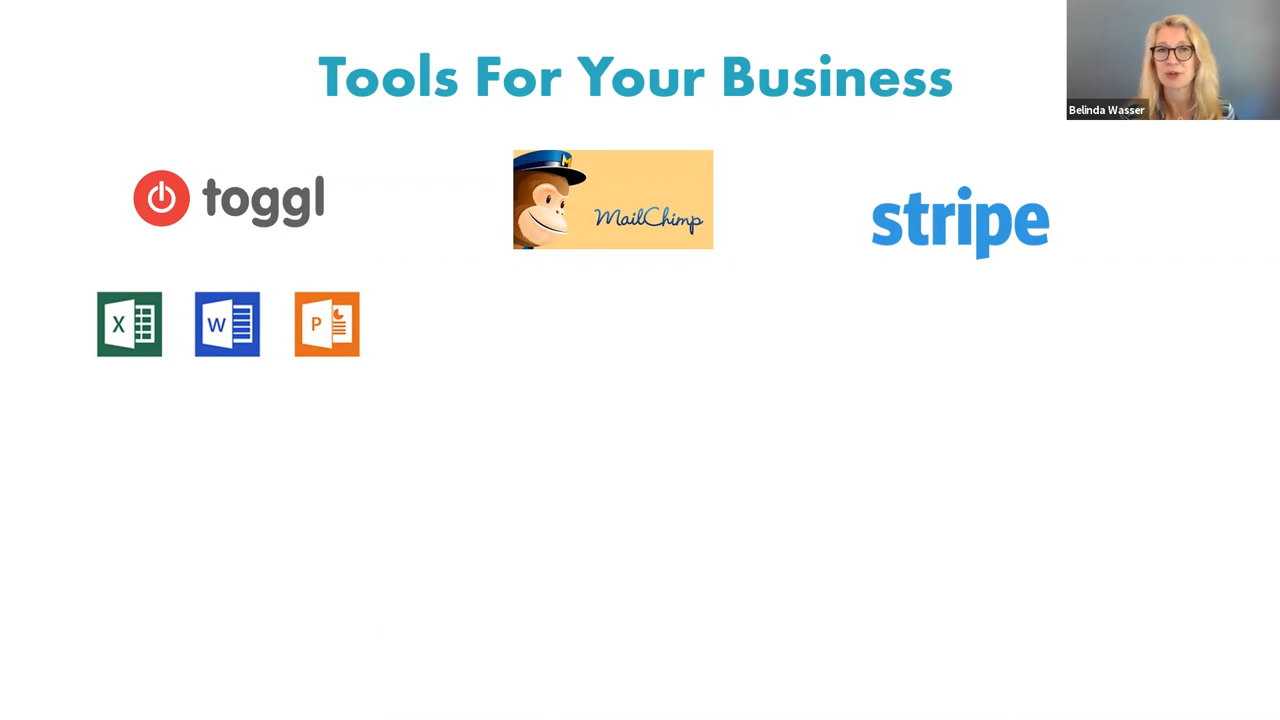 Tools For Your Business
Belinda Wasser
toggl
M
MailChimp
stripe
X W P